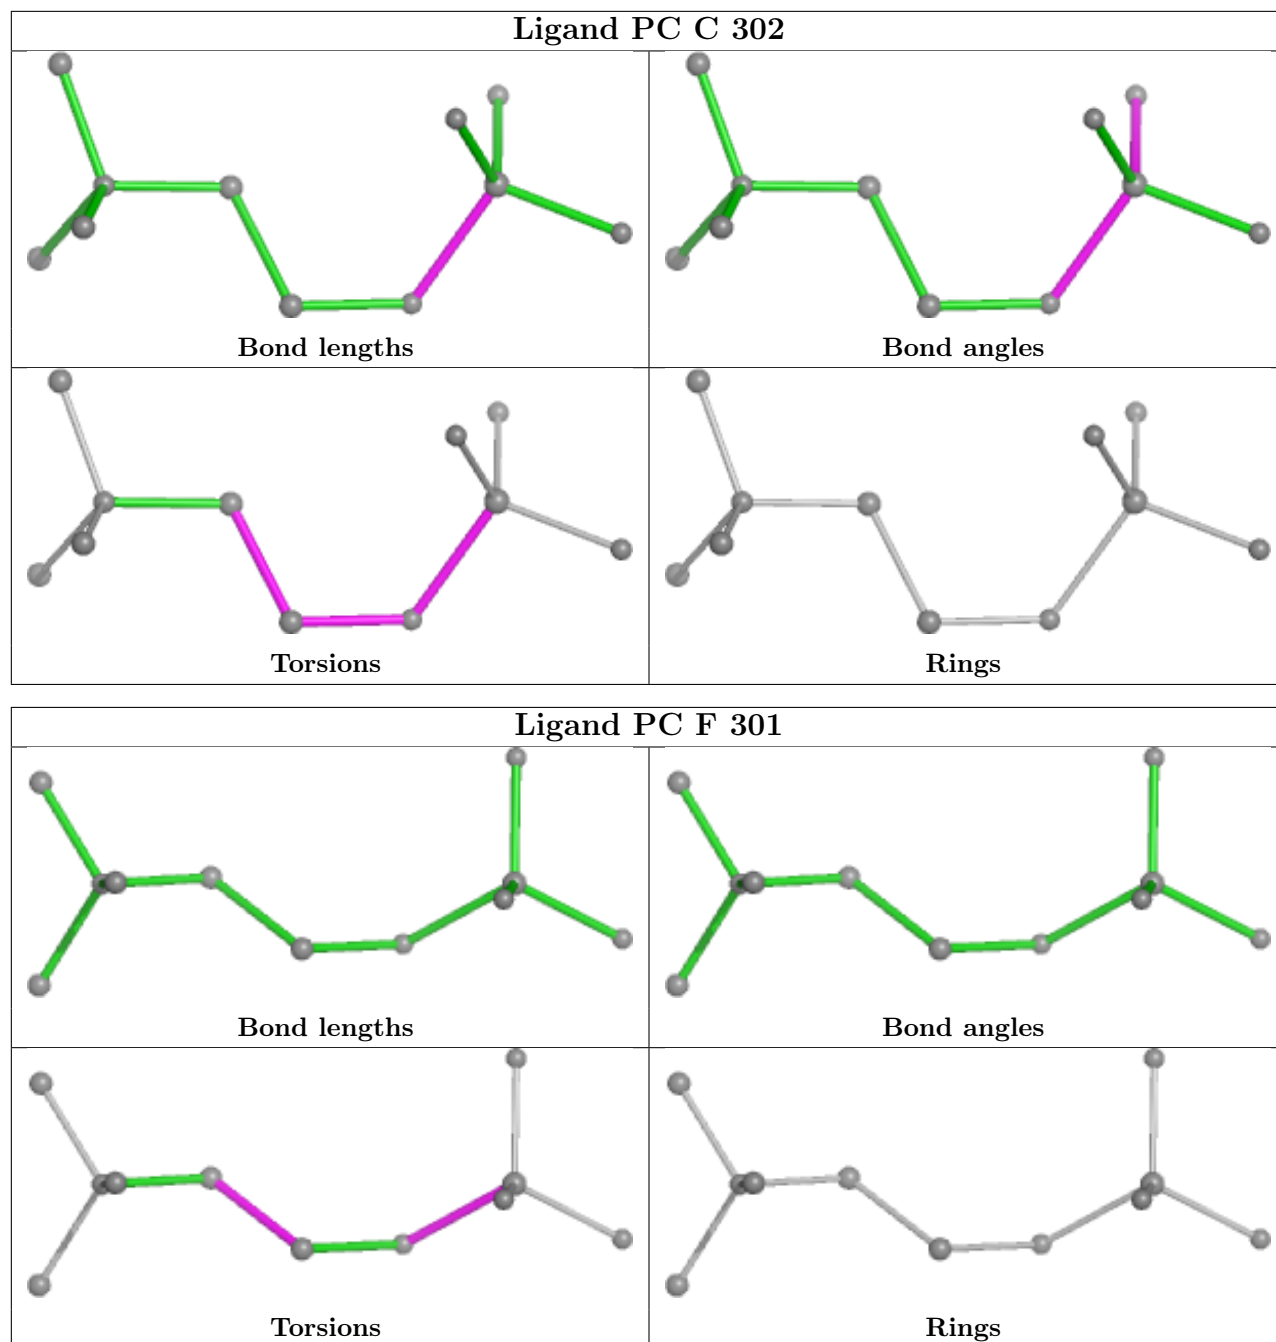 Ligand PC C 302
Bond lengths
Bond angles
Torsions
Rings
Ligand PC F 301
Bond lengths
Bond angles
Torsions
Rings